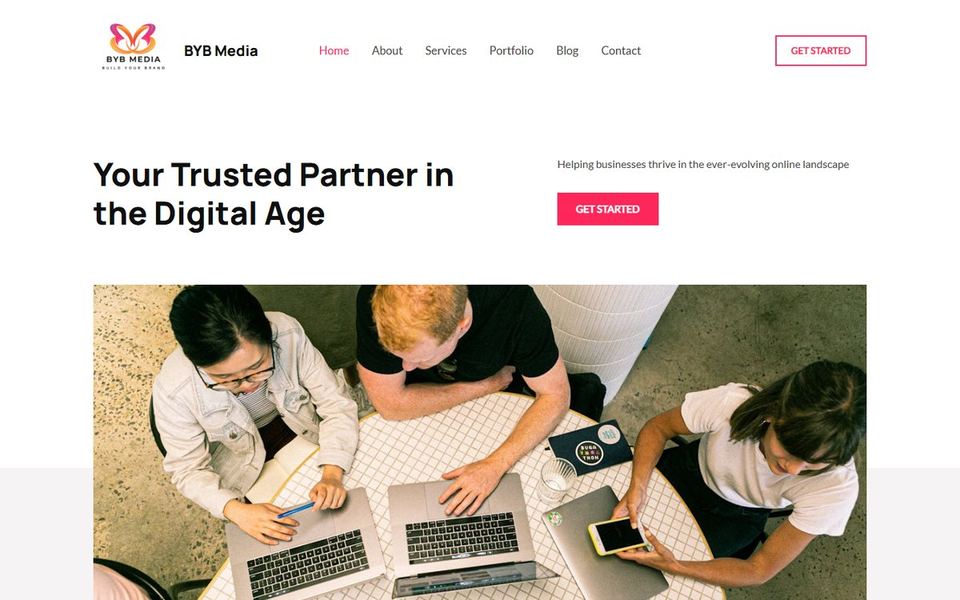 BYB MEDIA
BUILD YOUR BRAND
BYB Media
Home
About
Services
Portfolio
Blog
Contact
GET STARTED
Your Trusted Partner in
the Digital Age
Helping businesses thrive in the ever-evolving online landscape
GET STARTED